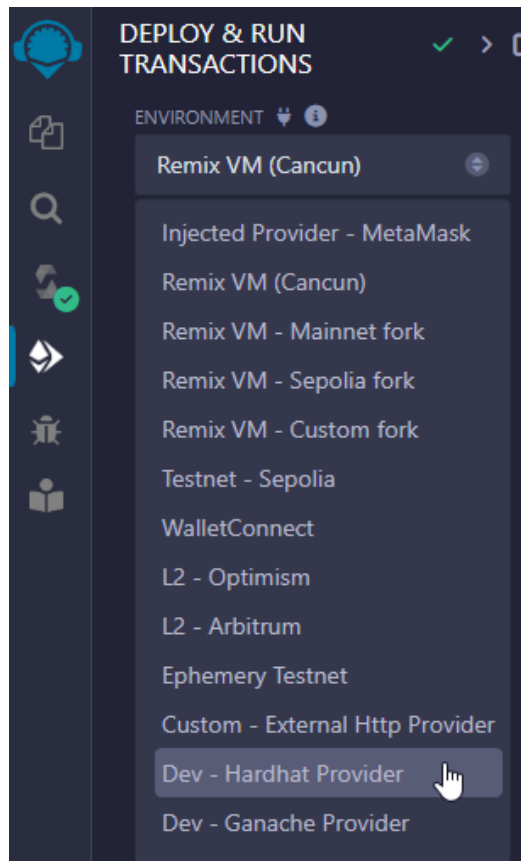 DEPLOY & RUN
TRANSACTIONS
ENVIRONMENT
Remix VM (Cancun)
Injected Provider - MetaMask
Remix VM (Cancun)
Remix VM - Mainnet fork
Remix VM - Sepolia fork
Remix VM - Custom fork
Testnet - Sepolia
WalletConnect
L2 - Optimism
L2 - Arbitrum
Ephemery Testnet
Custom - External Http Provider
Dev - Hardhat Provider
Dev - Ganache Provider